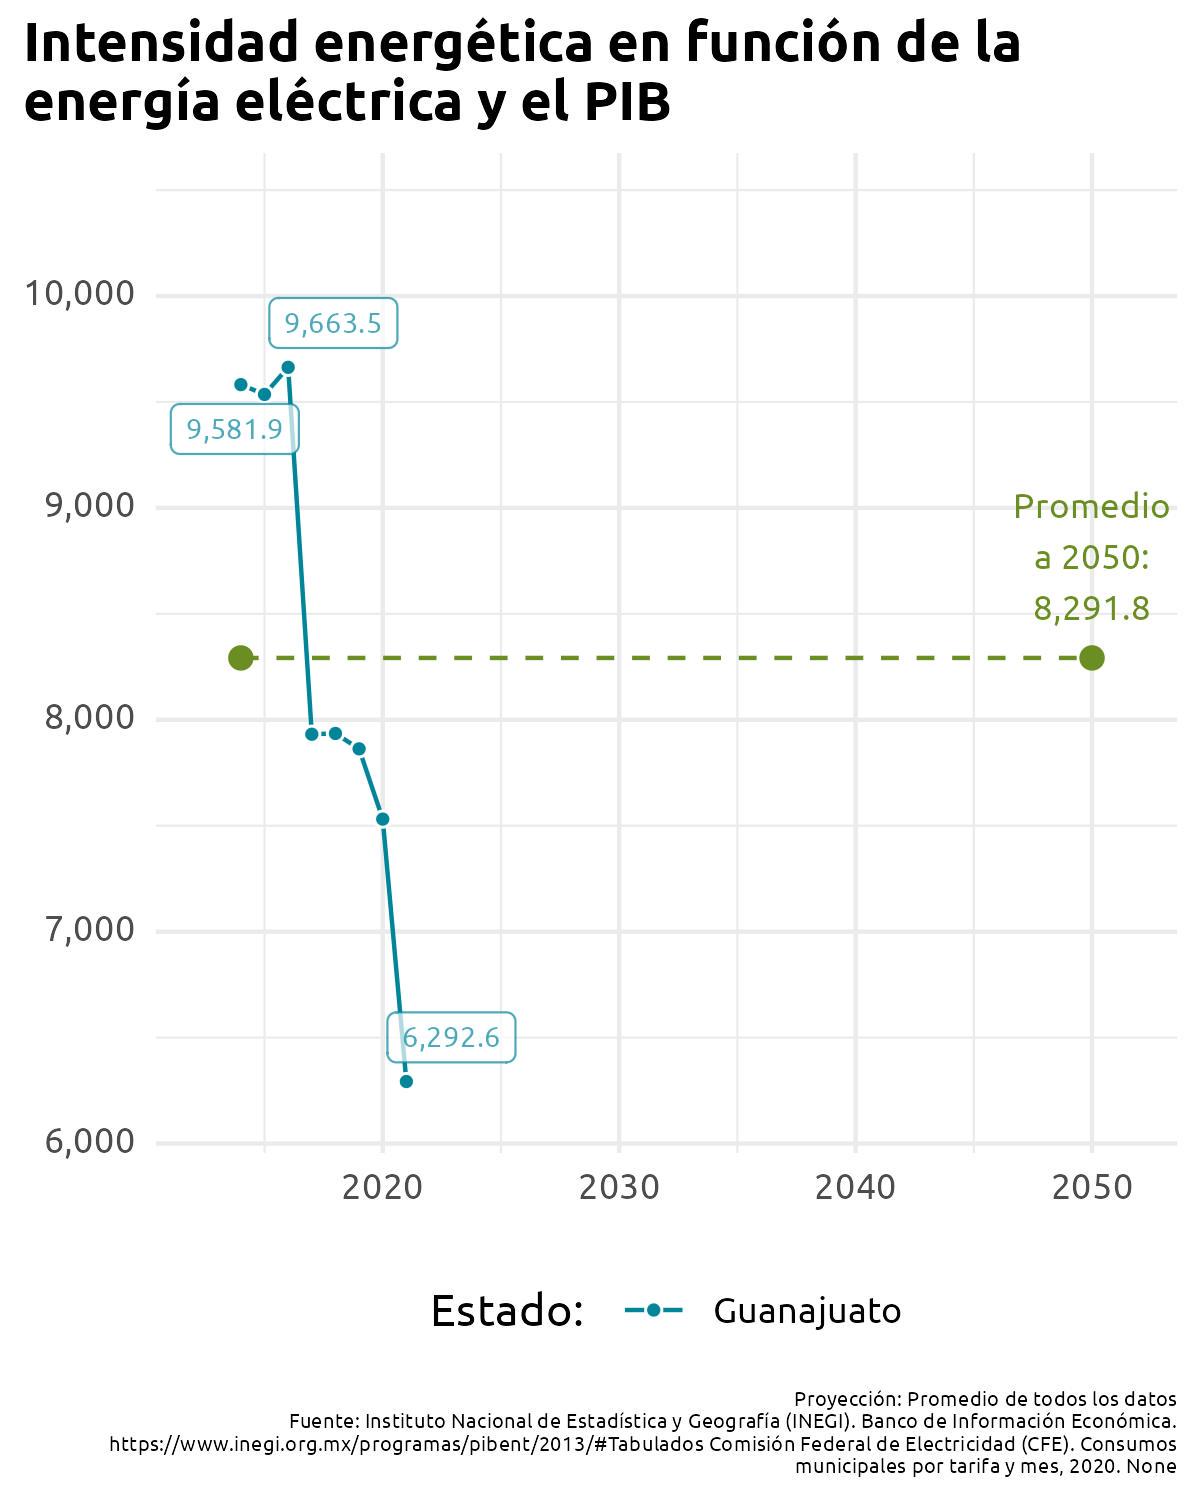 Intensidad energética en función de la
energía eléctrica y el PIB
10,000
9,663.5
9,581.9
9,000
Promedio
a 2050:
8,291.8
8,000
7,000
6,292.6
6,000
2020
2030
2040
2050
Estado:
Guanajuato
Proyección: Promedio de todos los datos
Fuente: Instituto Nacional de Estadística y Geografía (INEGI). Banco de Información Económica.
https://www.inegi.org.mx/programas/pibent/2013/#Tabulados Comisión Federal de Electricidad (CFE). Consumos
municipales por tarifa y mes, 2020. None